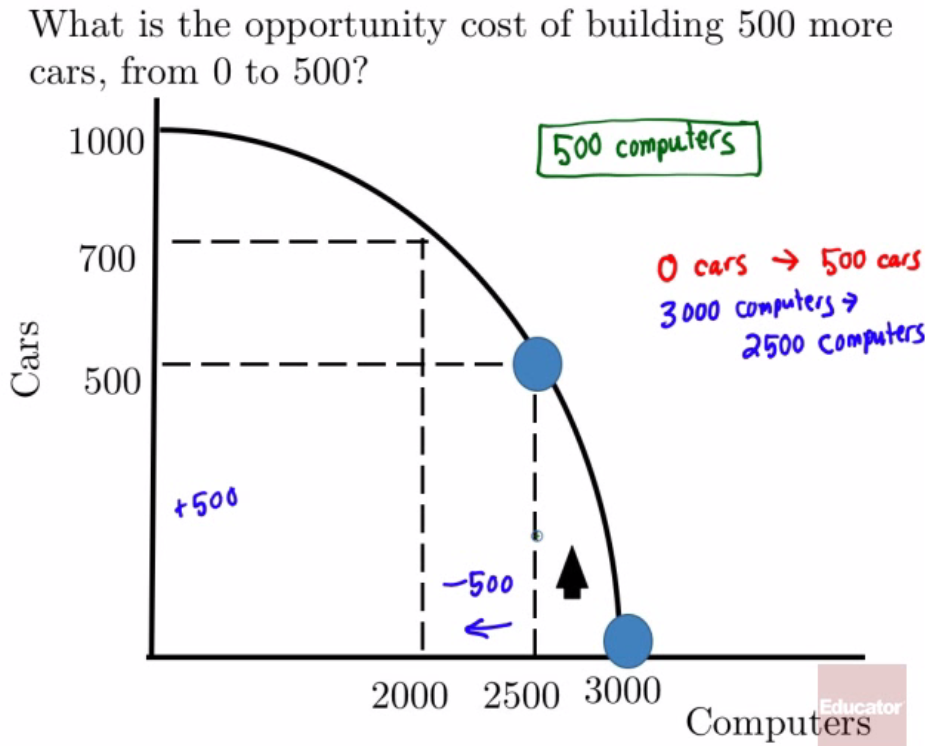 What is the opportunity cost of building 500 more
cars, from 0 to 500?
1000
500 computers
700
0 cars → 500 cars
3000 computers →
2500 computers
Cars
500
+500
-500
←
2000 2500 3000
Computers
Educator